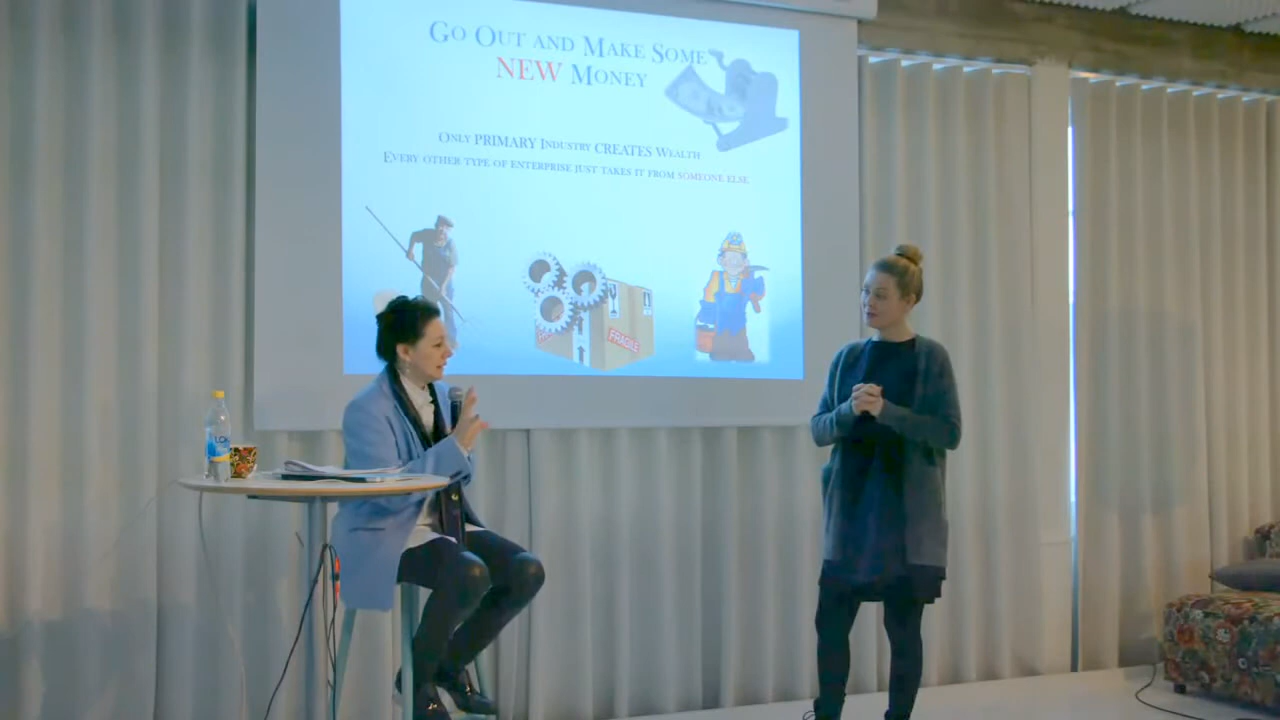 Go Out and Make Some
NEW Money
Only PRIMARY Industry CREATES Wealth
Every other type of enterprise just takes it from someone else
FRAGILE